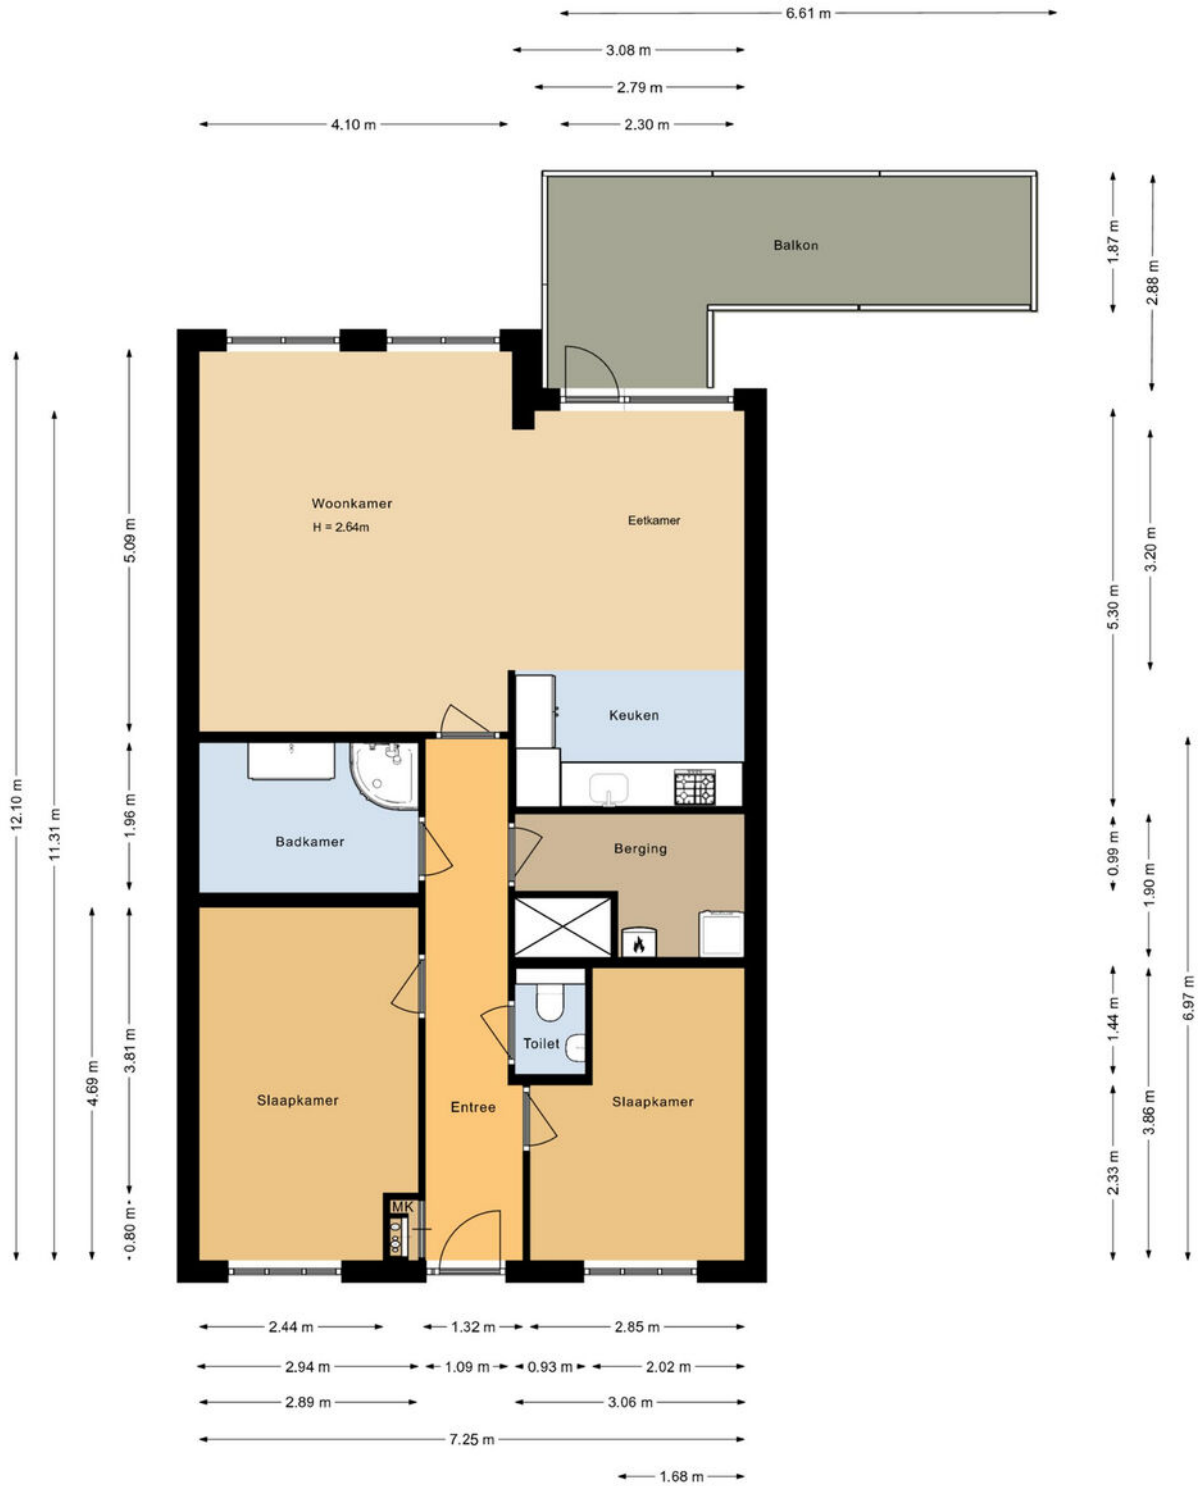 6.61 m
3.08 m
2.79 m
4.10 m
2.30 m
Balkon
1.87 m
2.88 m
Woonkamer
H = 2.64m
Eetkamer
5.09 m
3.20 m
5.30 m
Keuken
12.10 m
11.31 m
1.96 m
Badkamer
Berging
0.99 m
1.90 m
6.97 m
1.44 m
Toilet
3.81 m
4.69 m
Slaapkamer
Entree
Slaapkamer
3.86 m
2.33 m
MK
0.80 m
2.44 m
1.32 m
2.85 m
2.94 m
1.09 m
0.93 m
2.02 m
2.89 m
3.06 m
7.25 m
1.68 m